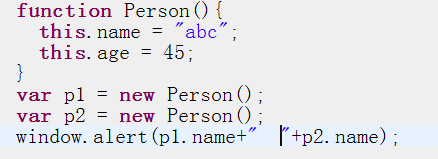 function Person(){
  this.name = "abc";
  this.age = 45;
}
var p1 = new Person();
var p2 = new Person();
window.alert(p1.name+"  "+p2.name);